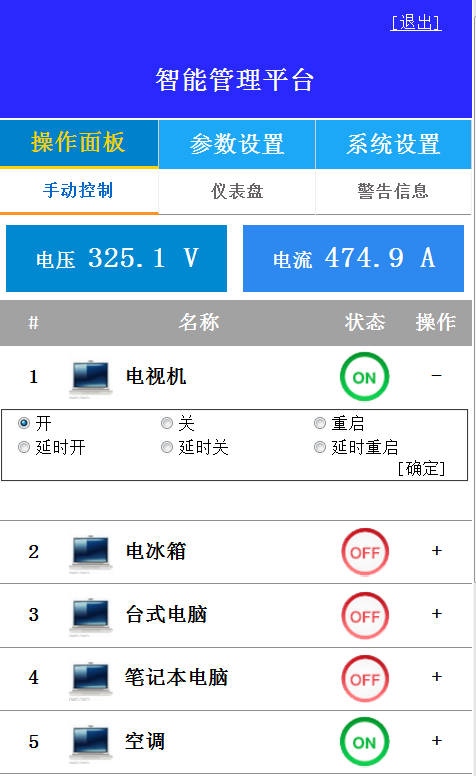 [退出]
智能管理平台
操作面板 参数设置 系统设置
手动控制 仪表盘 警告信息
电压 325.1 V 电流 474.9 A
# 名称 状态 操作
1 电视机 ON -
开 关 重启
延时开 延时关 延时重启
[确定]
2 电冰箱 OFF +
3 台式电脑 OFF +
4 笔记本电脑 OFF +
5 空调 ON +